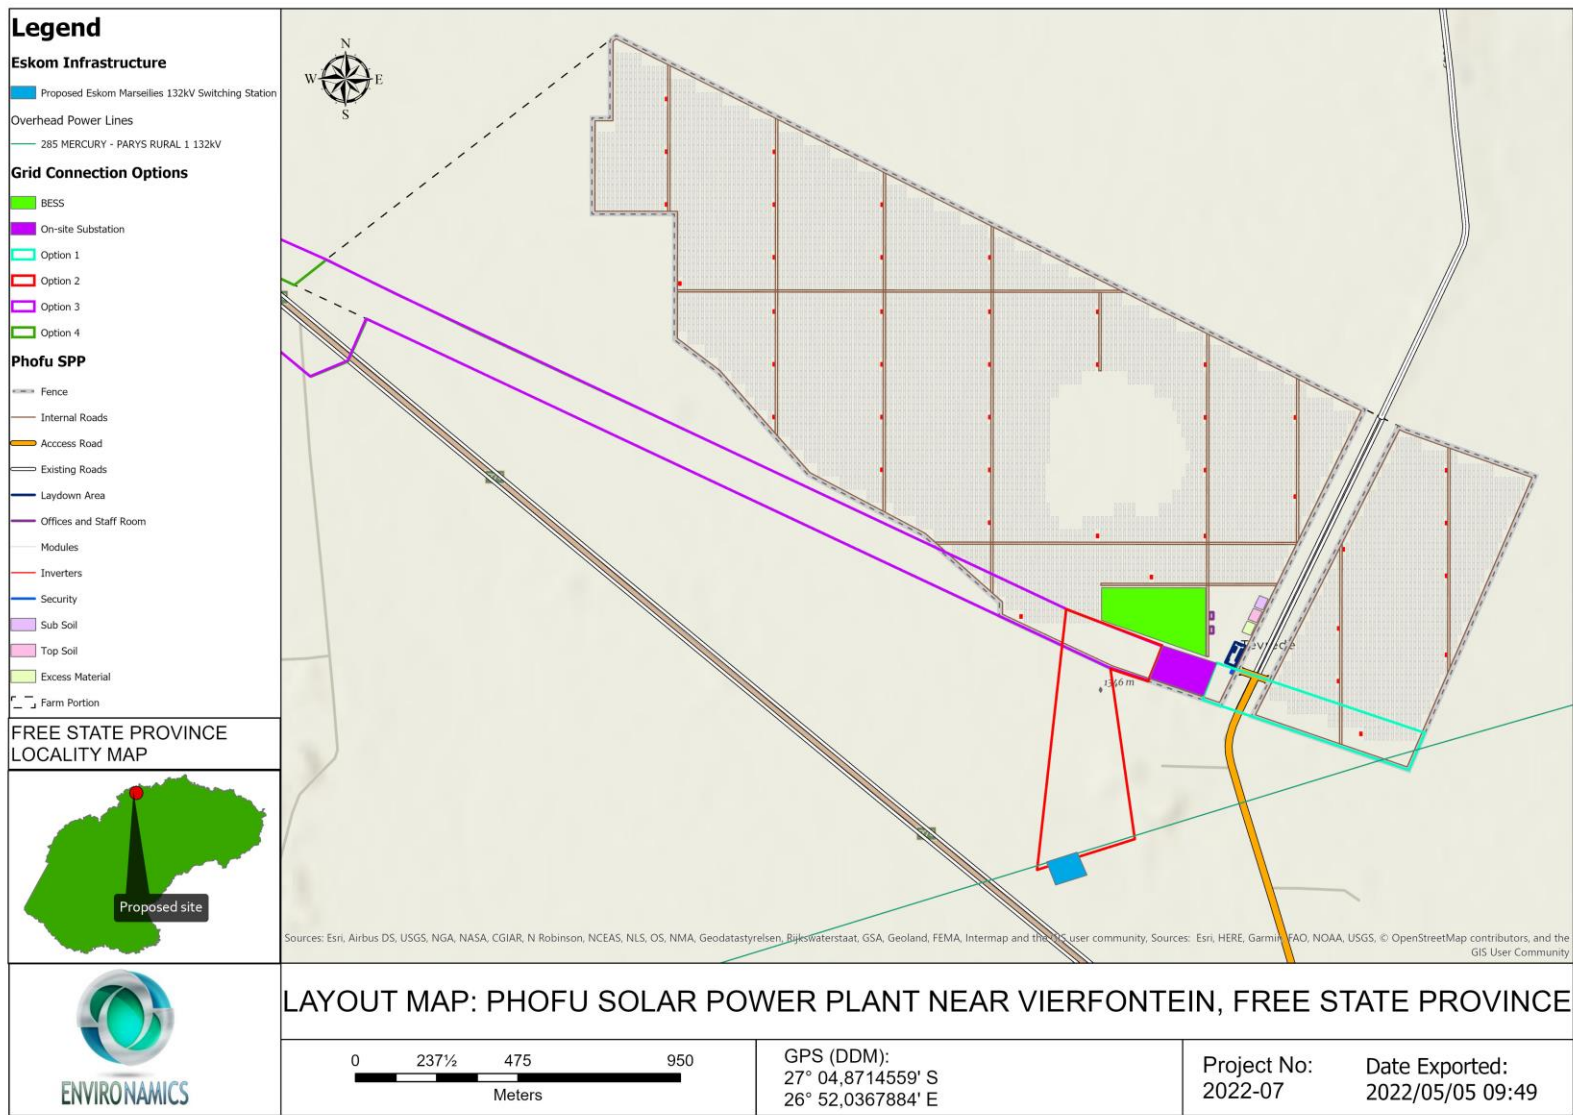 Legend
Eskom Infrastructure
Proposed Eskom Marseilies 132kV Switching Station
Overhead Power Lines
285 MERCURY - PARYS RURAL 1 132kV
Grid Connection Options
BESS
On-site Substation
Option 1
Option 2
Option 3
Option 4
Phofu SPP
Fence
Internal Roads
Acccess Road
Existing Roads
Laydown Area
Offices and Staff Room
Modules
Inverters
Security
Sub Soil
Top Soil
Excess Material
Farm Portion
FREE STATE PROVINCE
LOCALITY MAP
Proposed site
ENVIRONAMICS
N
W E
S
1346 m
Sources: Esri, Airbus DS, USGS, NGA, NASA, CGIAR, N Robinson, NCEAS, NLS, OS, NMA, Geodatastyrelsen, Rijkswaterstaat, GSA, Geoland, FEMA, Intermap and the GIS user community, Sources: Esri, HERE, Garmin, FAO, NOAA, USGS, © OpenStreetMap contributors, and the
GIS User Community
LAYOUT MAP: PHOFU SOLAR POWER PLANT NEAR VIERFONTEIN, FREE STATE PROVINCE
0 237½ 475 950
Meters
GPS (DDM):
27° 04,8714559' S
26° 52,0367884' E
Project No:
2022-07
Date Exported:
2022/05/05 09:49